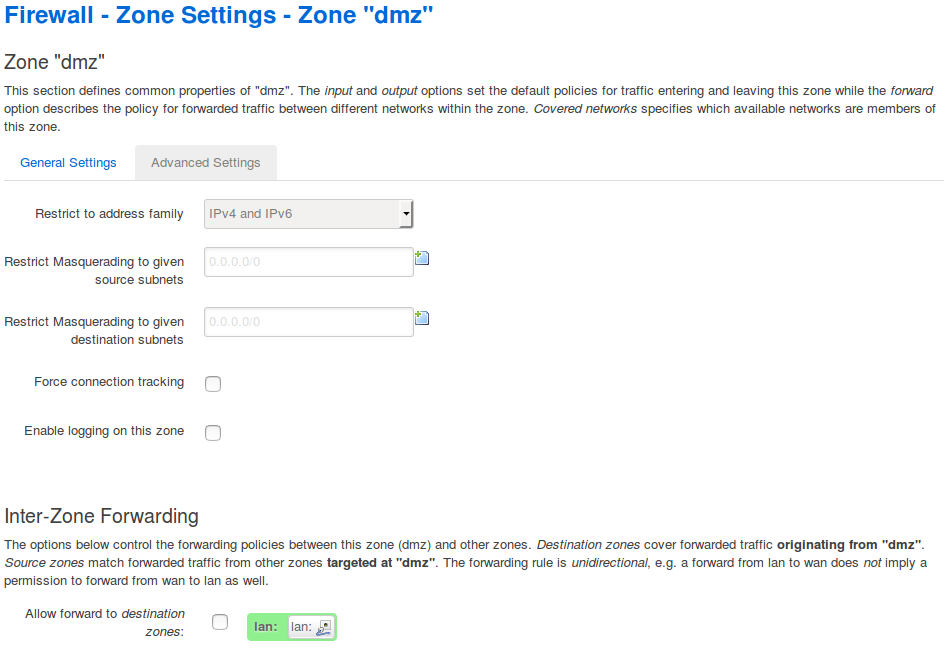 Firewall - Zone Settings - Zone "dmz"
Zone "dmz"
This section defines common properties of "dmz". The input and output options set the default policies for traffic entering and leaving this zone while the forward
option describes the policy for forwarded traffic between different networks within the zone. Covered networks specifies which available networks are members of
this zone.
General Settings
Advanced Settings
Restrict to address family
IPv4 and IPv6
Restrict Masquerading to given
source subnets
0.0.0.0/0
Restrict Masquerading to given
destination subnets
0.0.0.0/0
Force connection tracking
Enable logging on this zone
Inter-Zone Forwarding
The options below control the forwarding policies between this zone (dmz) and other zones. Destination zones cover forwarded traffic originating from "dmz".
Source zones match forwarded traffic from other zones targeted at "dmz". The forwarding rule is unidirectional, e.g. a forward from lan to wan does not imply a
permission to forward from wan to lan as well.
Allow forward to destination
zones:
lan: lan: